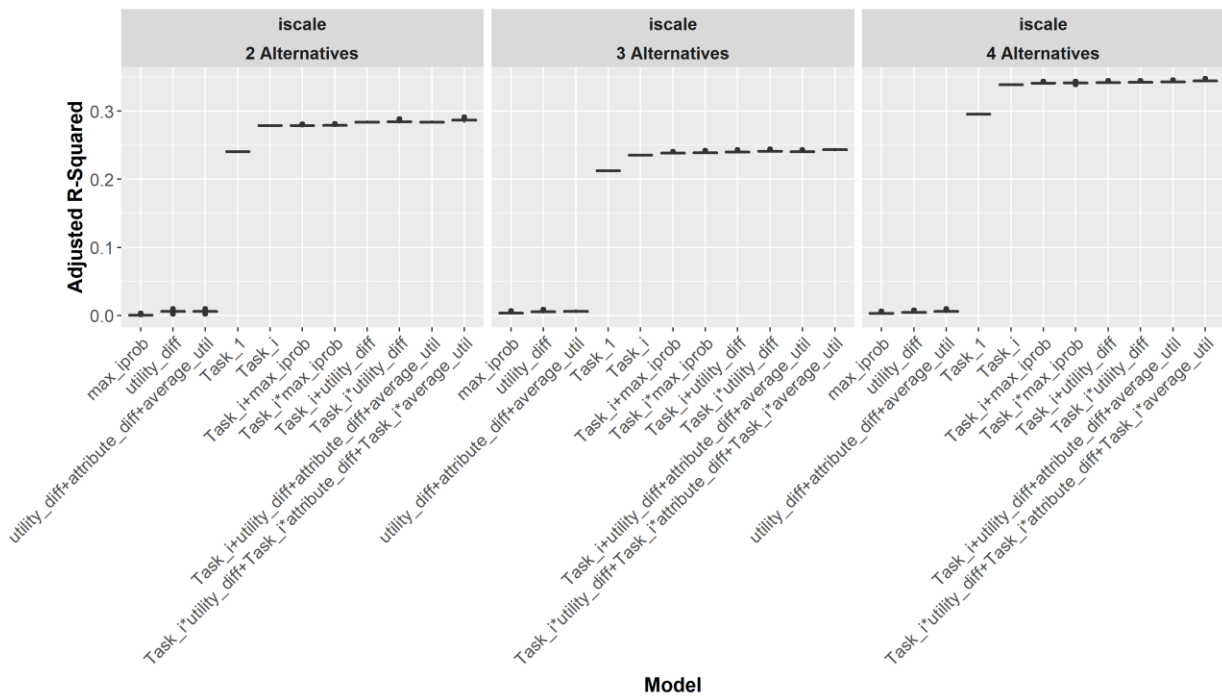 iscale
2 Alternatives
iscale
3 Alternatives
iscale
4 Alternatives
Adjusted R-Squared
0.3
0.2
0.1
0.0
max_iprob
utility_diff
utility_diff+attribute_diff+average_util
Task_1
Task_i
Task_i+max_iprob
Task_i*max_iprob
Task_i+utility_diff
Task_i*utility_diff
Task_i+utility_diff+attribute_diff+average_util
Task_i*utility_diff+Task_i*attribute_diff+Task_i*average_util
max_iprob
utility_diff
utility_diff+attribute_diff+average_util
Task_1
Task_i
Task_i+max_iprob
Task_i*max_iprob
Task_i+utility_diff
Task_i*utility_diff
Task_i+utility_diff+attribute_diff+average_util
Task_i*utility_diff+Task_i*attribute_diff+Task_i*average_util
max_iprob
utility_diff
utility_diff+attribute_diff+average_util
Task_1
Task_i
Task_i+max_iprob
Task_i*max_iprob
Task_i+utility_diff
Task_i*utility_diff
Task_i+utility_diff+attribute_diff+average_util
Task_i*utility_diff+Task_i*attribute_diff+Task_i*average_util
Model